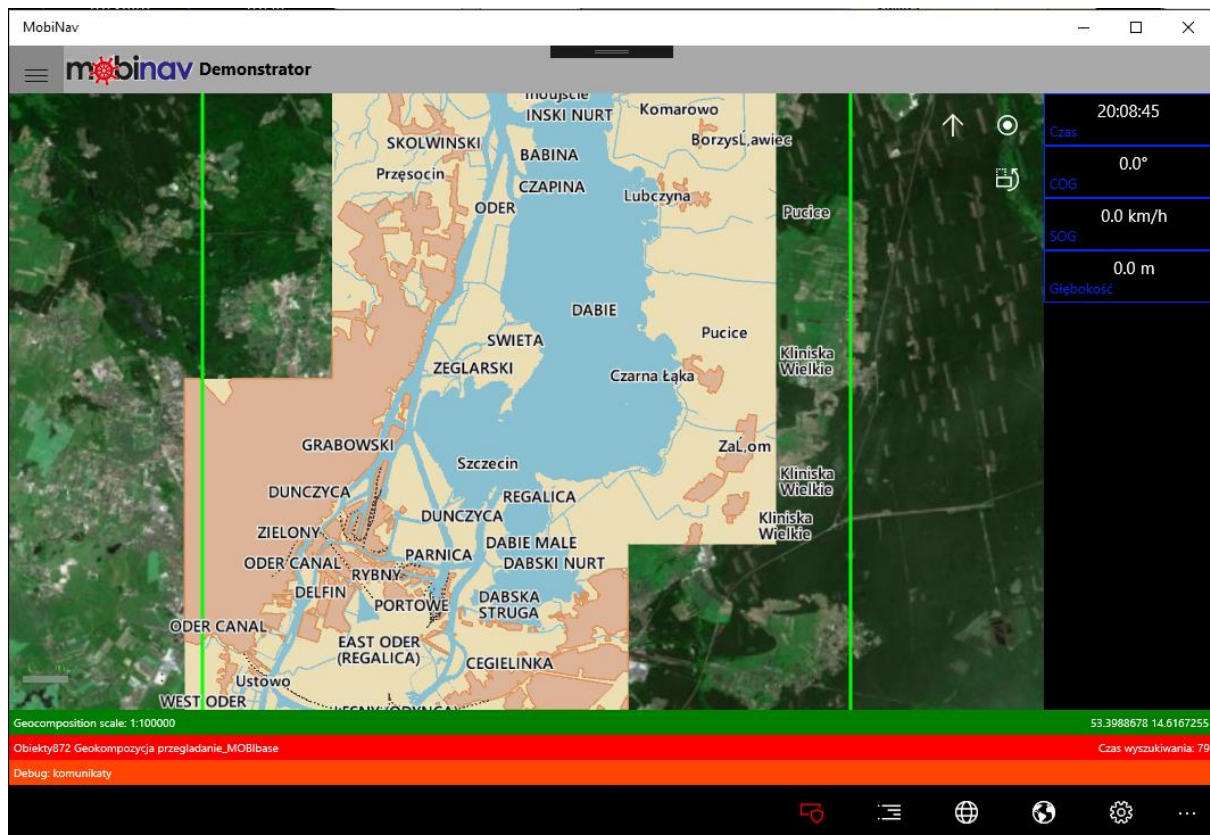 MobiNav
mobinav Demonstrator
INSKI NURT
Komarowo
BorzysĹ‚awiec
SKOLWINSKI
BABINA
Przęsocin
CZAPINA
Lubczyna
ODER
Pucice
DABIE
SWIETA
Pucice
ZEGLARSKI
Kliniska
Wielkie
Czarna Łąka
GRABOWSKI
ZaĹ‚om
Szczecin
Kliniska
Wielkie
DUNCZYCA
REGALICA
DUNCZYCA
Kliniska
Wielkie
ZIELONY
DABIE MALE
PARNICA
ODER CANAL
DABSKI NURT
RYBNY
DELFIN
PORTOWE
DABSKA
STRUGA
ODER CANAL
EAST ODER
(REGALICA)
CEGIELINKA
Ustowo
WEST ODER
20:08:45
Czas
0.0°
COG
0.0 km/h
SOG
0.0 m
Głębokość
Geocomposition scale: 1:100000
53.3988678 14.6167255
Obiekty872 Geokompozycja przegladanie_MOBIbase
Czas wyszukiwania: 79
Debug: komunikaty